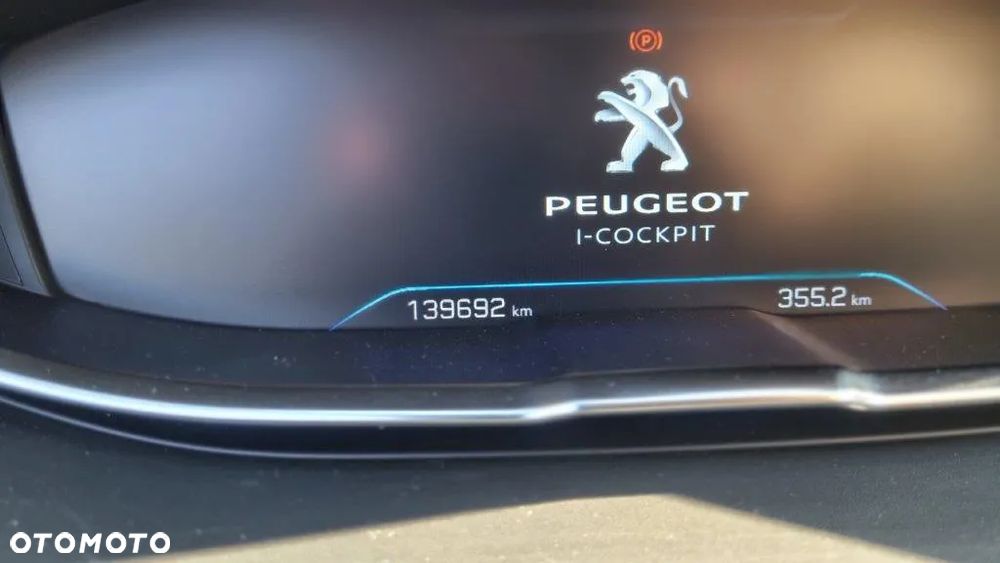 (P)
PEUGEOT
I-COCKPIT
139692 km
355.2 km
OTOMOTO